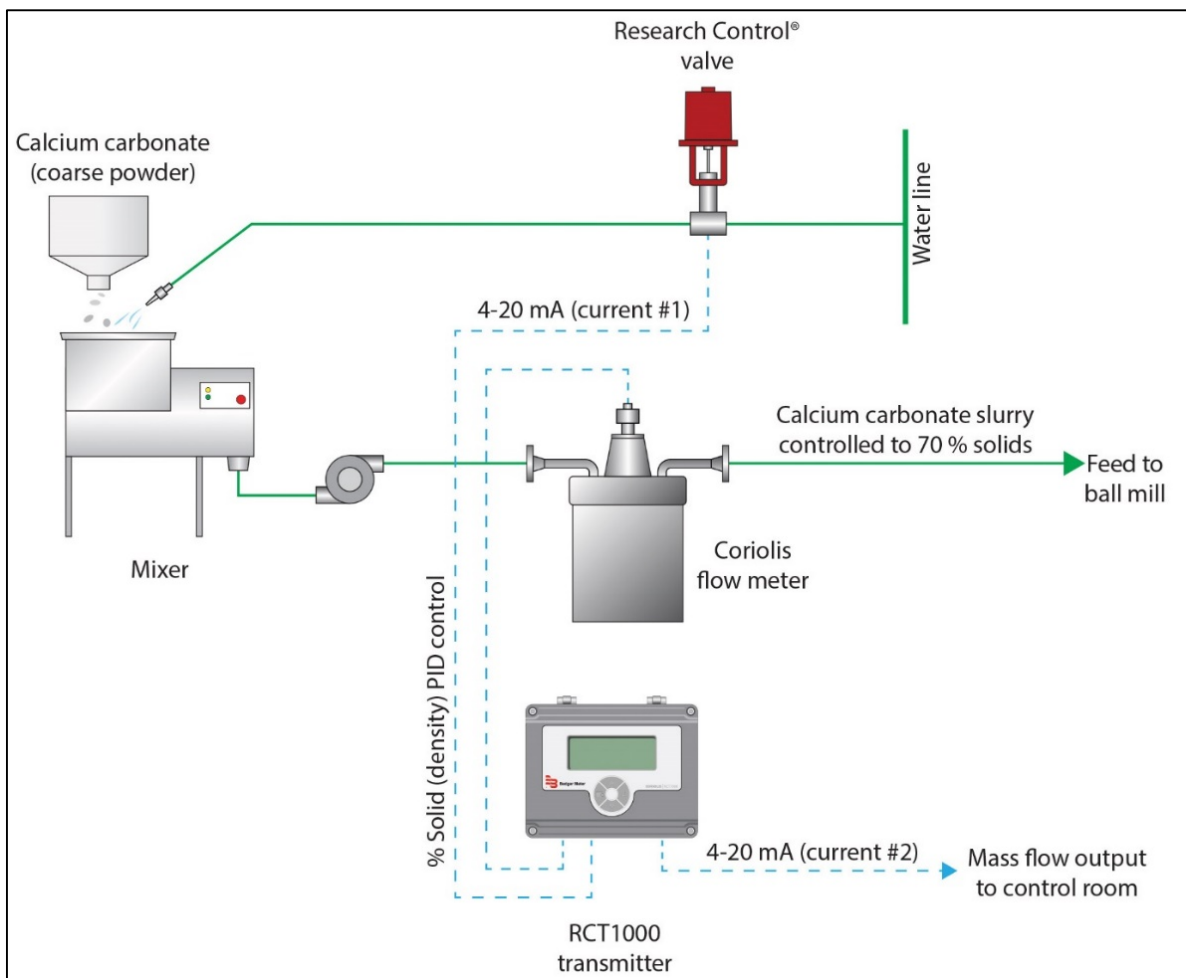 Research Control®
valve
Calcium carbonate
(coarse powder)
Water line
4-20 mA (current #1)
Calcium carbonate slurry
controlled to 70 % solids
Feed to
ball mill
Mixer
Coriolis
flow meter
% Solid (density) PID control
Badger Meter
4-20 mA (current #2)
Mass flow output
to control room
RCT1000
transmitter